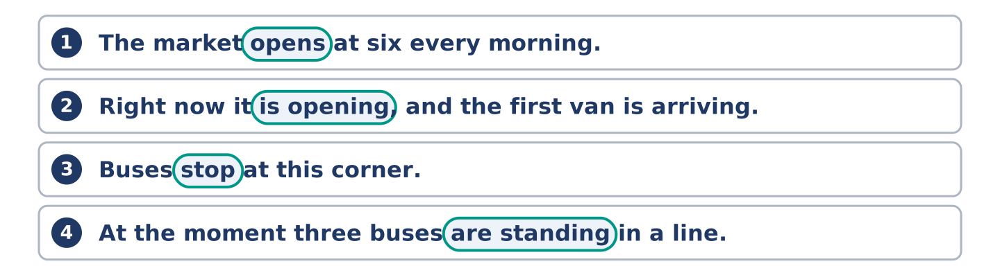 1 The market opens at six every morning.
2 Right now it is opening, and the first van is arriving.
3 Buses stop at this corner.
4 At the moment three buses are standing in a line.